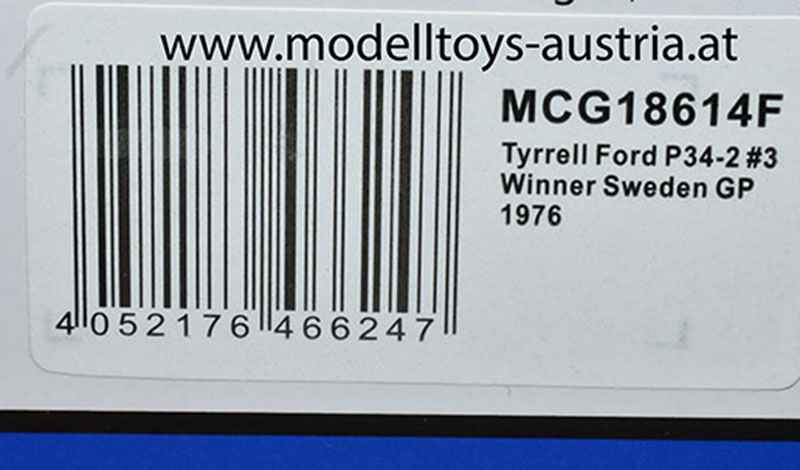 www.modelltoys-austria.at
MCG18614F
Tyrrell Ford P34-2 #3
Winner Sweden GP
1976
4 052176 466247